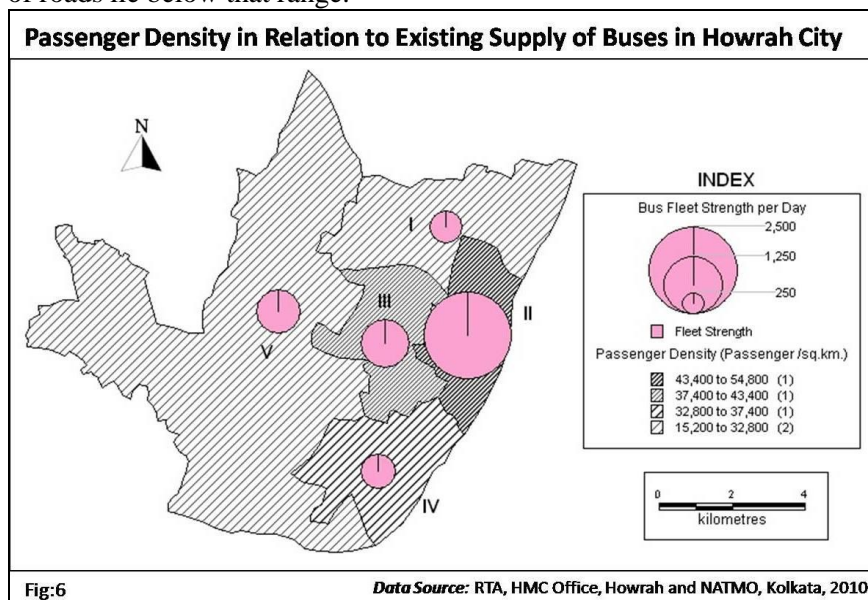 of roads lie below that range.
Passenger Density in Relation to Existing Supply of Buses in Howrah City
N
I
II
III
V
IV
INDEX
Bus Fleet Strength per Day
2,500
1,250
250
Fleet Strength
Passenger Density (Passenger /sq.km.)
43,400 to 54,800 (1)
37,400 to 43,400 (1)
32,800 to 37,400 (1)
15,200 to 32,800 (2)
0 2 4
kilometres
Fig:6 Data Source: RTA, HMC Office, Howrah and NATMO, Kolkata, 2010